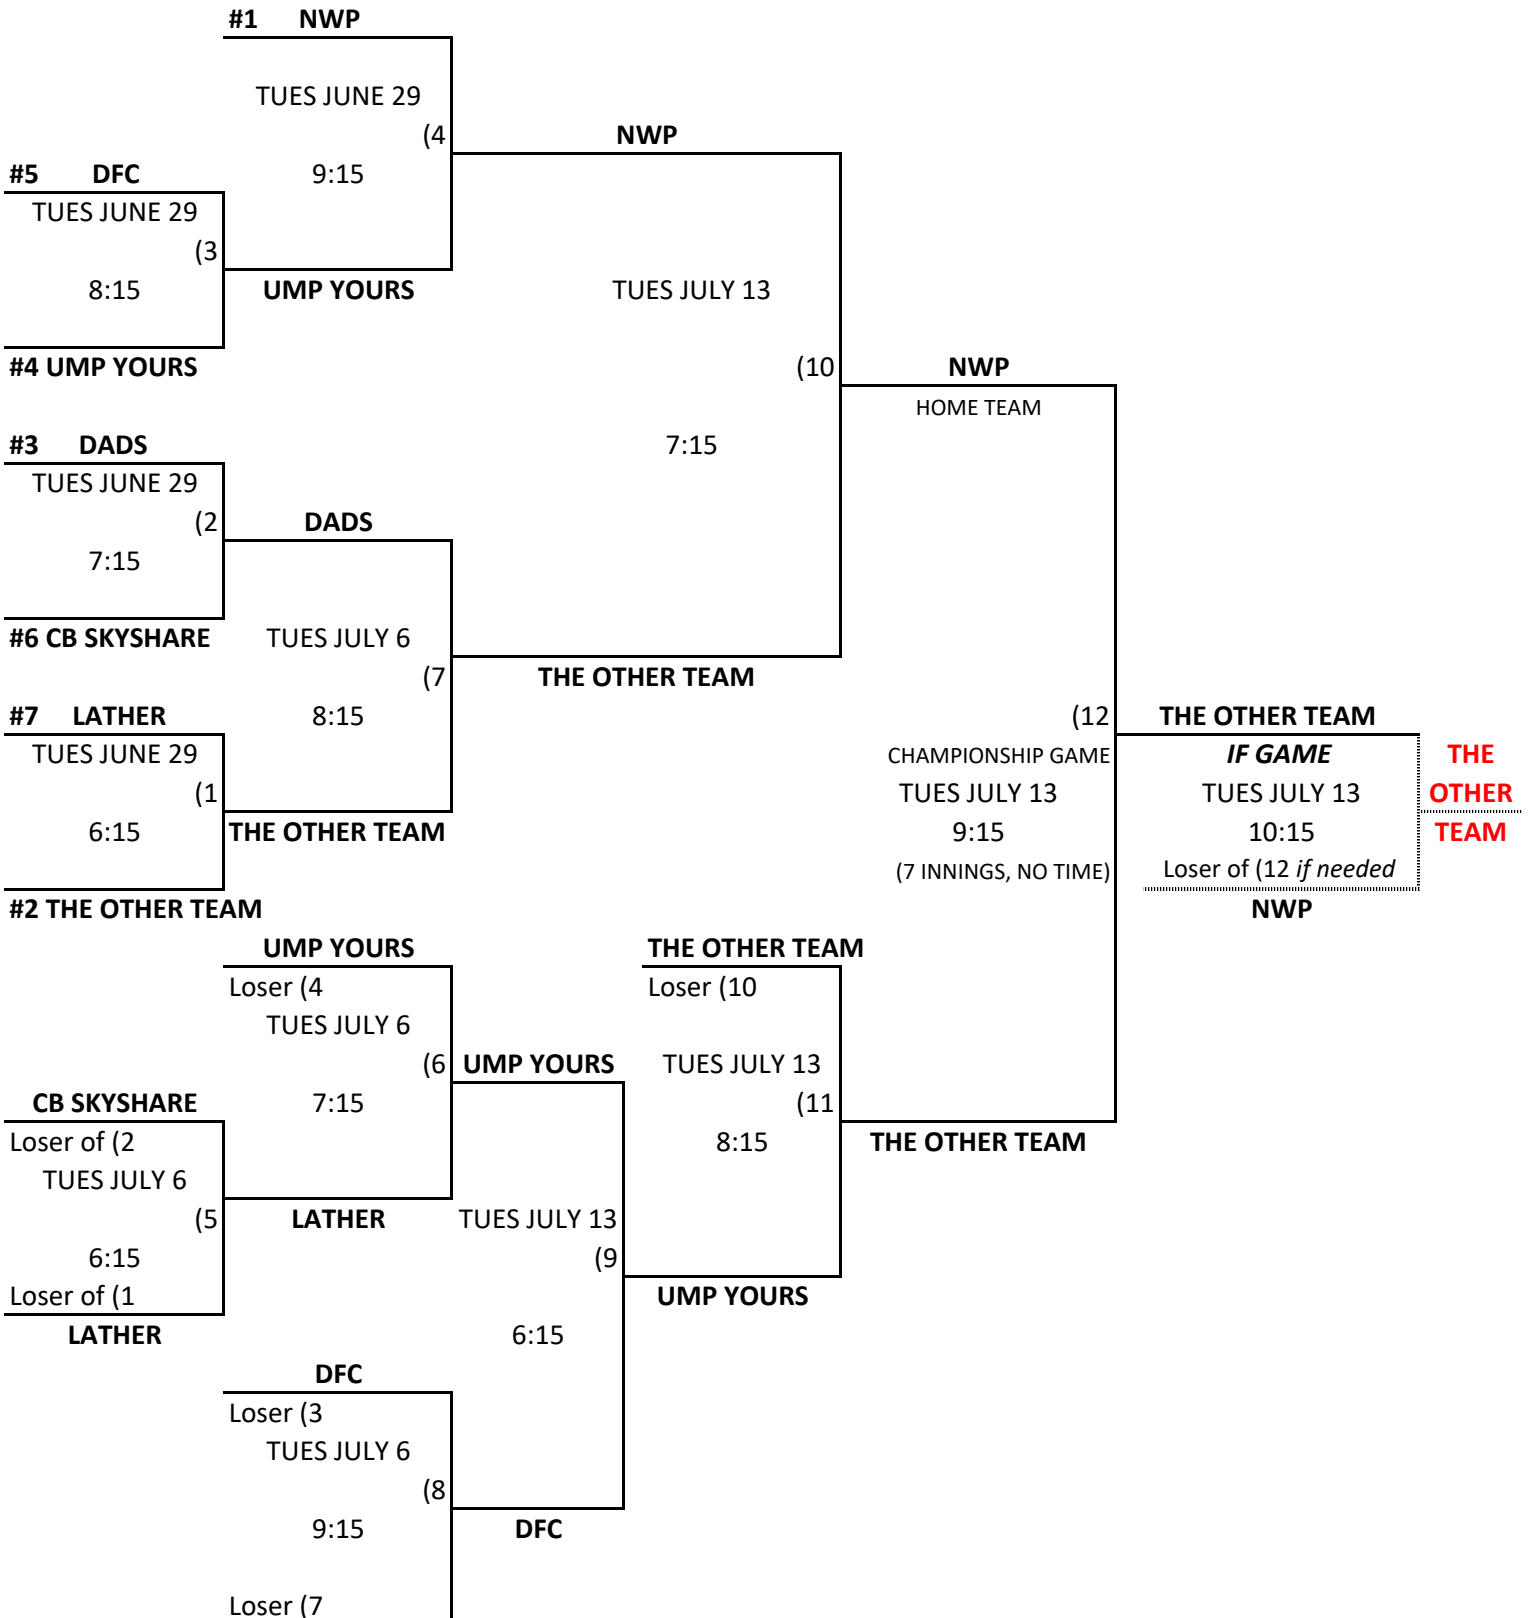 #1 NWP
TUES JUNE 29
(4
NWP
9:15
#5 DFC
TUES JUNE 29
(3
8:15
UMP YOURS
TUES JULY 13
#4 UMP YOURS
(10
NWP
HOME TEAM
#3 DADS
7:15
TUES JUNE 29
(2
DADS
7:15
#6 CB SKYSHARE
TUES JULY 6
(7
THE OTHER TEAM
#7 LATHER
8:15
(12
THE OTHER TEAM
TUES JUNE 29
CHAMPIONSHIP GAME
IF GAME
THE
(1
TUES JULY 13
TUES JULY 13
OTHER
6:15
THE OTHER TEAM
9:15
10:15
TEAM
(7 INNINGS, NO TIME)
Loser of (12 if needed
#2 THE OTHER TEAM
NWP
UMP YOURS
THE OTHER TEAM
Loser (4
Loser (10
TUES JULY 6
(6
UMP YOURS
TUES JULY 13
CB SKYSHARE
7:15
(11
Loser of (2
8:15
THE OTHER TEAM
TUES JULY 6
(5
LATHER
TUES JULY 13
6:15
(9
Loser of (1
UMP YOURS
LATHER
6:15
DFC
Loser (3
TUES JULY 6
(8
9:15
DFC
Loser (7